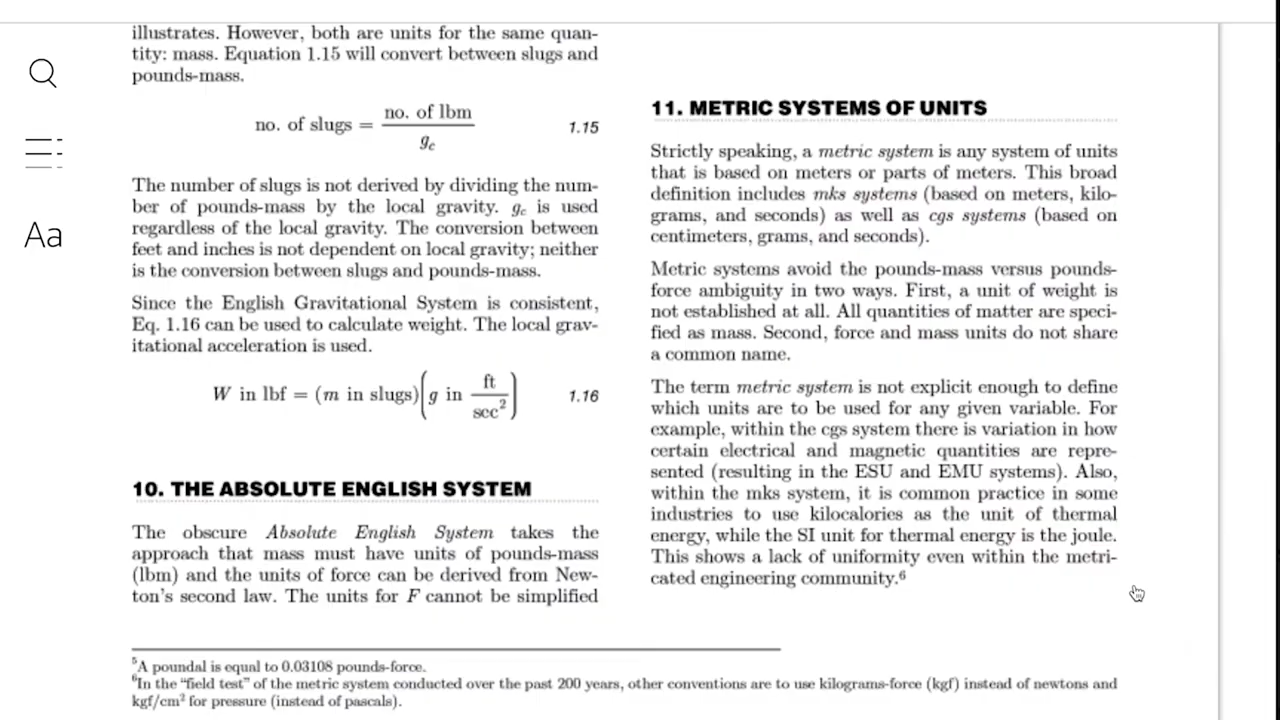 illustrates. However, both are units for the same quan-
tity: mass. Equation 1.15 will convert between slugs and
pounds-mass.
no. of slugs = no. of lbm / gc 1.15
The number of slugs is not derived by dividing the num-
ber of pounds-mass by the local gravity. gc is used
regardless of the local gravity. The conversion between
feet and inches is not dependent on local gravity; neither
is the conversion between slugs and pounds-mass.
Since the English Gravitational System is consistent,
Eq. 1.16 can be used to calculate weight. The local grav-
itational acceleration is used.
W in lbf = (m in slugs)(g in ft/sec²) 1.16
10. THE ABSOLUTE ENGLISH SYSTEM
The obscure Absolute English System takes the
approach that mass must have units of pounds-mass
(lbm) and the units of force can be derived from New-
ton's second law. The units for F cannot be simplified
11. METRIC SYSTEMS OF UNITS
Strictly speaking, a metric system is any system of units
that is based on meters or parts of meters. This broad
definition includes mks systems (based on meters, kilo-
grams, and seconds) as well as cgs systems (based on
centimeters, grams, and seconds).
Metric systems avoid the pounds-mass versus pounds-
force ambiguity in two ways. First, a unit of weight is
not established at all. All quantities of matter are speci-
fied as mass. Second, force and mass units do not share
a common name.
The term metric system is not explicit enough to define
which units are to be used for any given variable. For
example, within the cgs system there is variation in how
certain electrical and magnetic quantities are repre-
sented (resulting in the ESU and EMU systems). Also,
within the mks system, it is common practice in some
industries to use kilocalories as the unit of thermal
energy, while the SI unit for thermal energy is the joule.
This shows a lack of uniformity even within the metri-
cated engineering community.⁶
⁵A poundal is equal to 0.03108 pounds-force.
⁶In the "field test" of the metric system conducted over the past 200 years, other conventions are to use kilograms-force (kgf) instead of newtons and
kgf/cm² for pressure (instead of pascals).
Aa